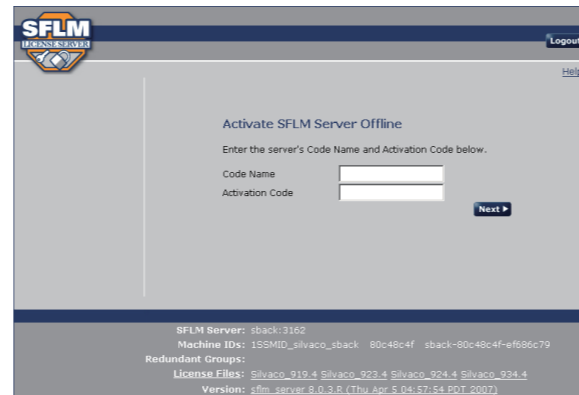 SFLM
LICENSE SERVER
Logout
Help
Activate SFLM Server Offline
Enter the server's Code Name and Activation Code below.
Code Name
Activation Code
Next
SFLM Server: sback:3162
Machine IDs: 1SSMID_silvaco_sback 80c48c4f sback-80c48c4f-ef686c79
Redundant Groups:
License Files: Silvaco_919.4 Silvaco_923.4 Silvaco_924.4 Silvaco_934.4
Version: sflm_server 8.0.3.R (Thu Apr 5 04:57:54 PDT 2007)